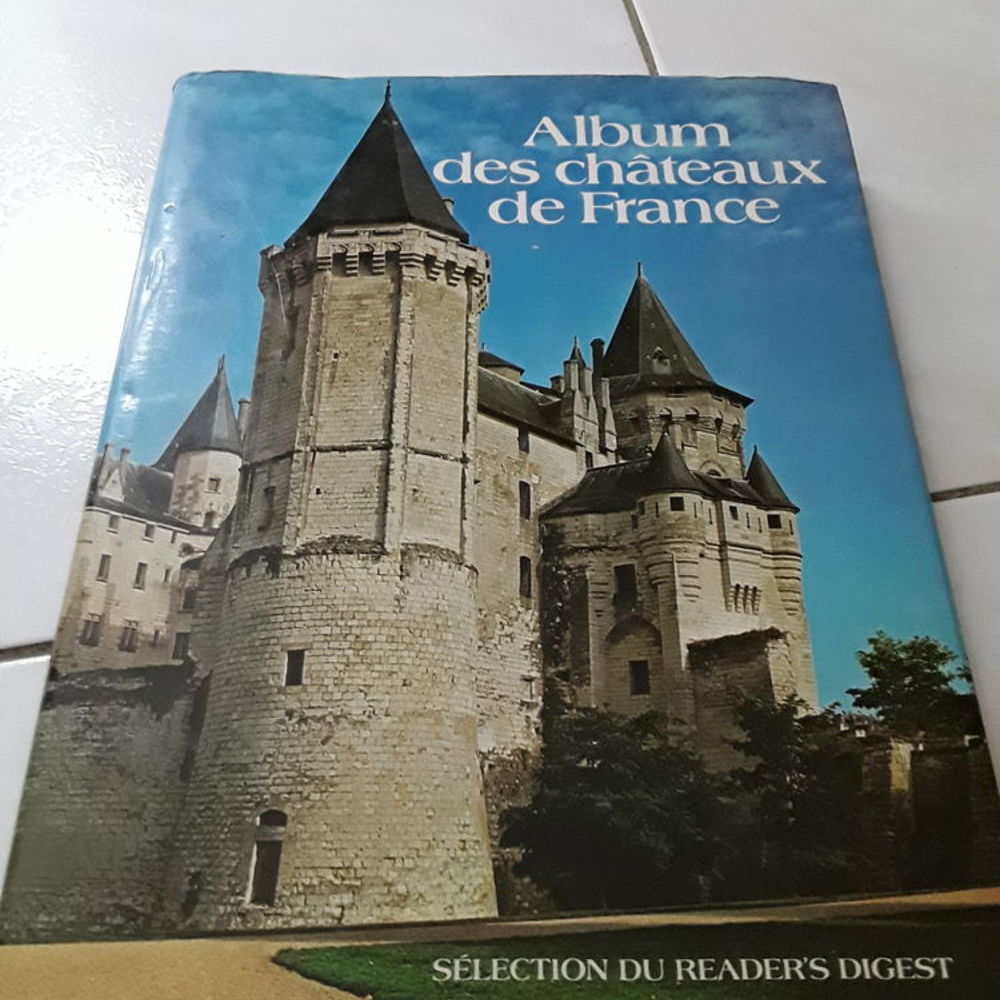 Album
des châteaux
de France
SÉLECTION DU READER'S DIGEST